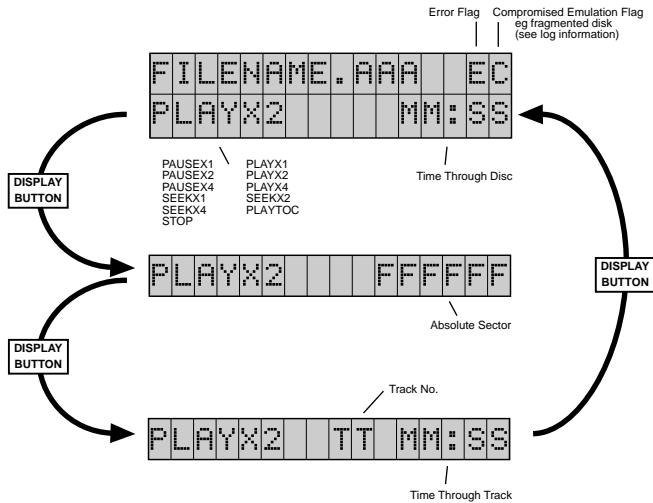 Error Flag
Compromised Emulation Flag
eg fragmented disk
(see log information)
FILENAME.AAA EC
PLAYX2 MM:SS
PAUSEX1 PLAYX1
PAUSEX2 PLAYX2
PAUSEX4 PLAYX4
SEEKX1 SEEKX2
SEEKX4 PLAYTOC
STOP
Time Through Disc
DISPLAY
BUTTON
PLAYX2 FFFFFF
DISPLAY
BUTTON
Absolute Sector
DISPLAY
BUTTON
Track No.
PLAYX2 TT MM:SS
Time Through Track